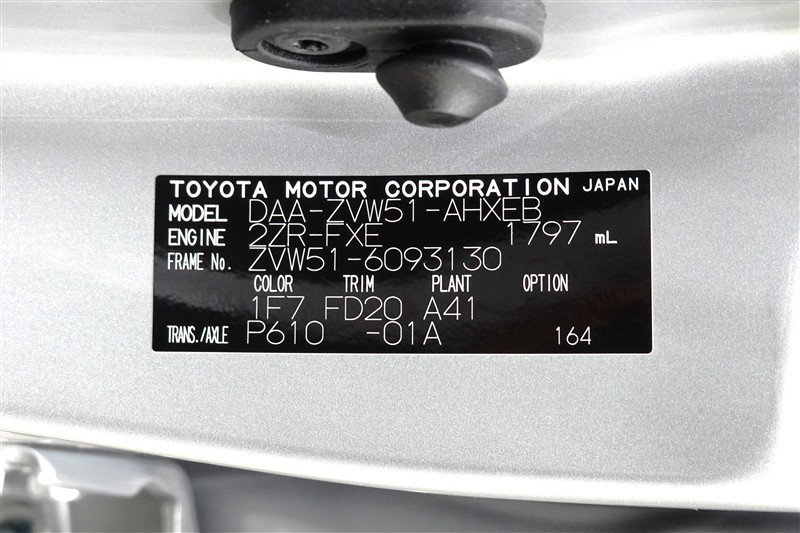 TOYOTA MOTOR CORPORATION JAPAN
MODEL DAA-ZVW51-AHXEB
ENGINE 2ZR-FXE 1797 mL
FRAME No. ZVW51-6093130
COLOR TRIM PLANT OPTION
1F7 FD20 A41
TRANS./AXLE P610 -01A 164